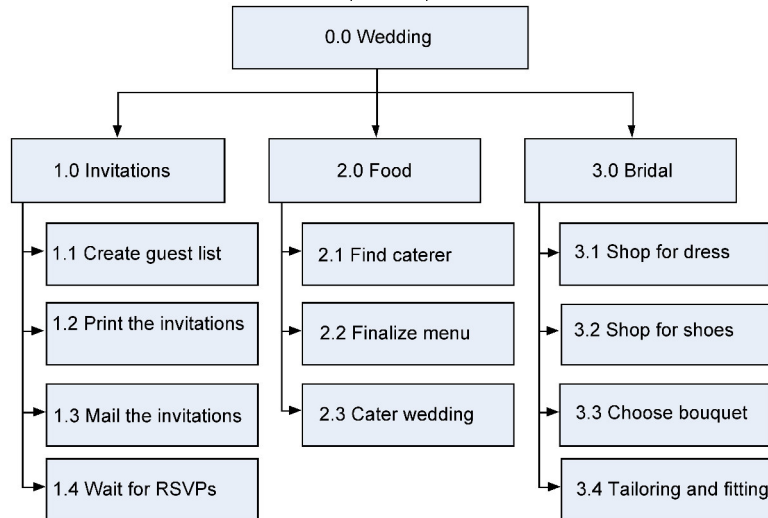 0.0 Wedding
1.0 Invitations
2.0 Food
3.0 Bridal
1.1 Create guest list
2.1 Find caterer
3.1 Shop for dress
1.2 Print the invitations
2.2 Finalize menu
3.2 Shop for shoes
1.3 Mail the invitations
2.3 Cater wedding
3.3 Choose bouquet
1.4 Wait for RSVPs
3.4 Tailoring and fitting